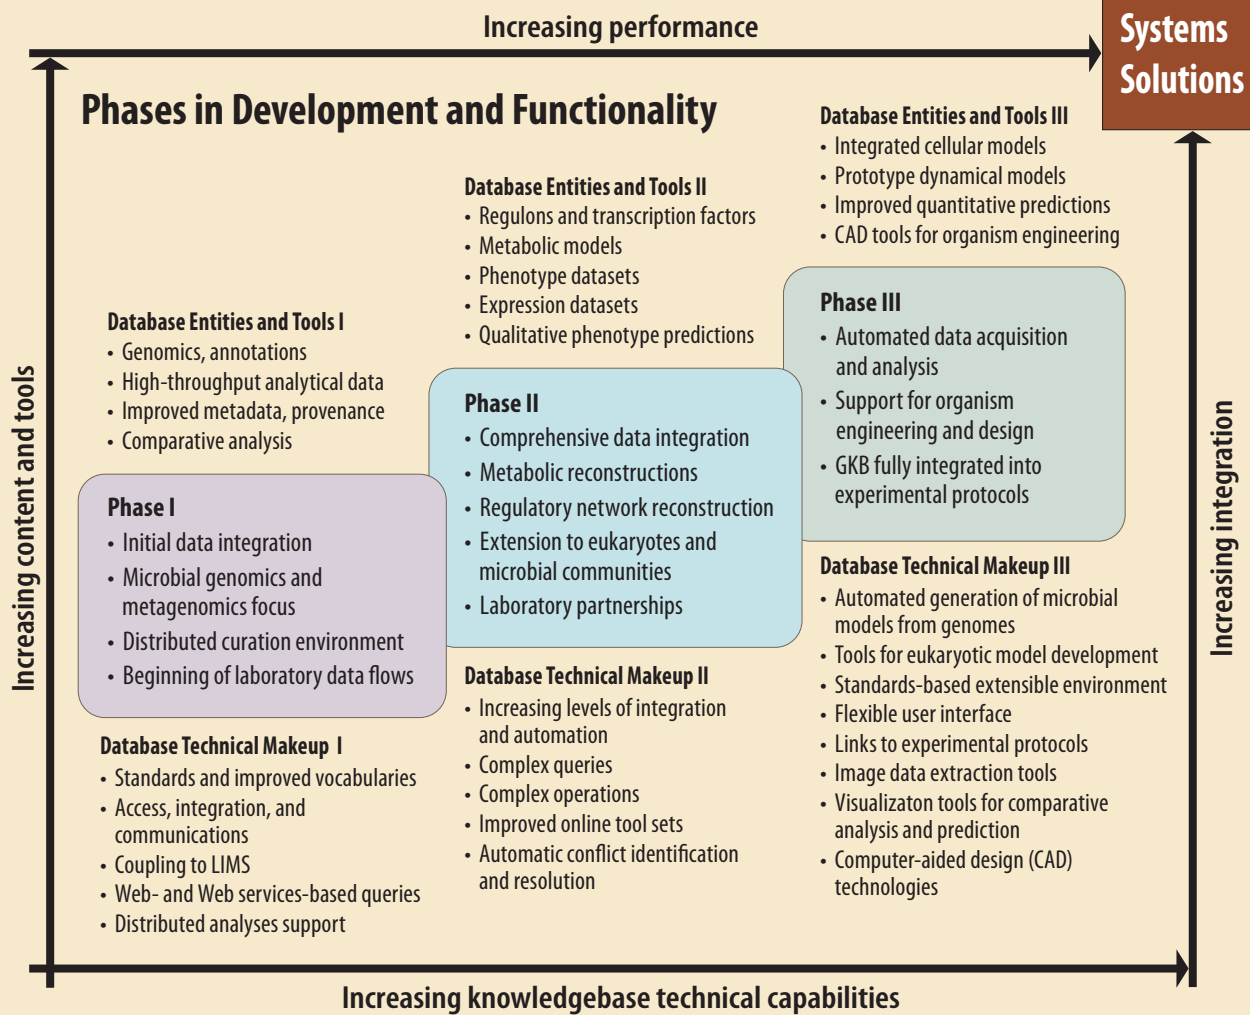 Increasing performance
Systems
Solutions
Phases in Development and Functionality
Increasing content and tools
Database Entities and Tools I
• Genomics, annotations
• High-throughput analytical data
• Improved metadata, provenance
• Comparative analysis
Phase I
• Initial data integration
• Microbial genomics and
metagenomics focus
• Distributed curation environment
• Beginning of laboratory data flows
Database Technical Makeup I
• Standards and improved vocabularies
• Access, integration, and
communications
• Coupling to LIMS
• Web- and Web services-based queries
• Distributed analyses support
Database Entities and Tools II
• Regulons and transcription factors
• Metabolic models
• Phenotype datasets
• Expression datasets
• Qualitative phenotype predictions
Phase II
• Comprehensive data integration
• Metabolic reconstructions
• Regulatory network reconstruction
• Extension to eukaryotes and
microbial communities
• Laboratory partnerships
Database Technical Makeup II
• Increasing levels of integration
and automation
• Complex queries
• Complex operations
• Improved online tool sets
• Automatic conflict identification
and resolution
Database Entities and Tools III
• Integrated cellular models
• Prototype dynamical models
• Improved quantitative predictions
• CAD tools for organism engineering
Phase III
• Automated data acquisition
and analysis
• Support for organism
engineering and design
• GKB fully integrated into
experimental protocols
Database Technical Makeup III
• Automated generation of microbial
models from genomes
• Tools for eukaryotic model development
• Standards-based extensible environment
• Flexible user interface
• Links to experimental protocols
• Image data extraction tools
• Visualizaton tools for comparative
analysis and prediction
• Computer-aided design (CAD)
technologies
Increasing integration
Increasing knowledgebase technical capabilities